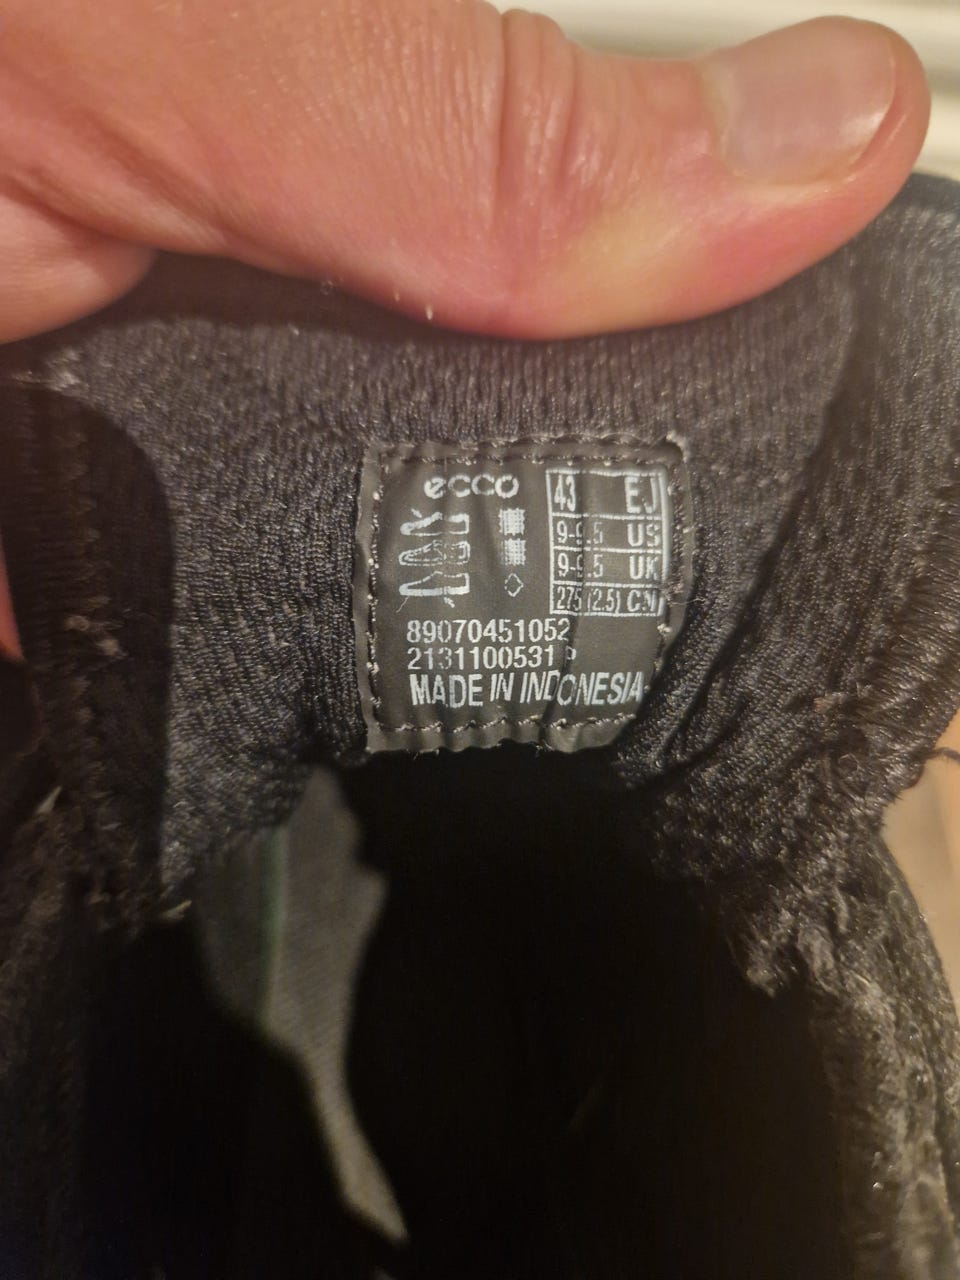 ecco
43 EU
9-9.5 US
9-9.5 UK
275 (2.5) CN
89070451052
2131100531 P
MADE IN INDONESIA